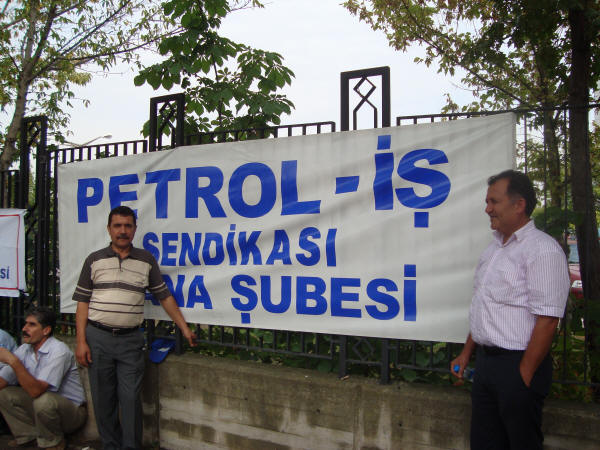 PETROL-İŞ
SENDİKASI
ŞUBESİ